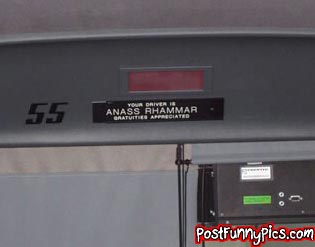 YOUR DRIVER IS
ANASS RHAMMAR
GRATUITIES APPRECIATED
55
PostFunnyPics.com